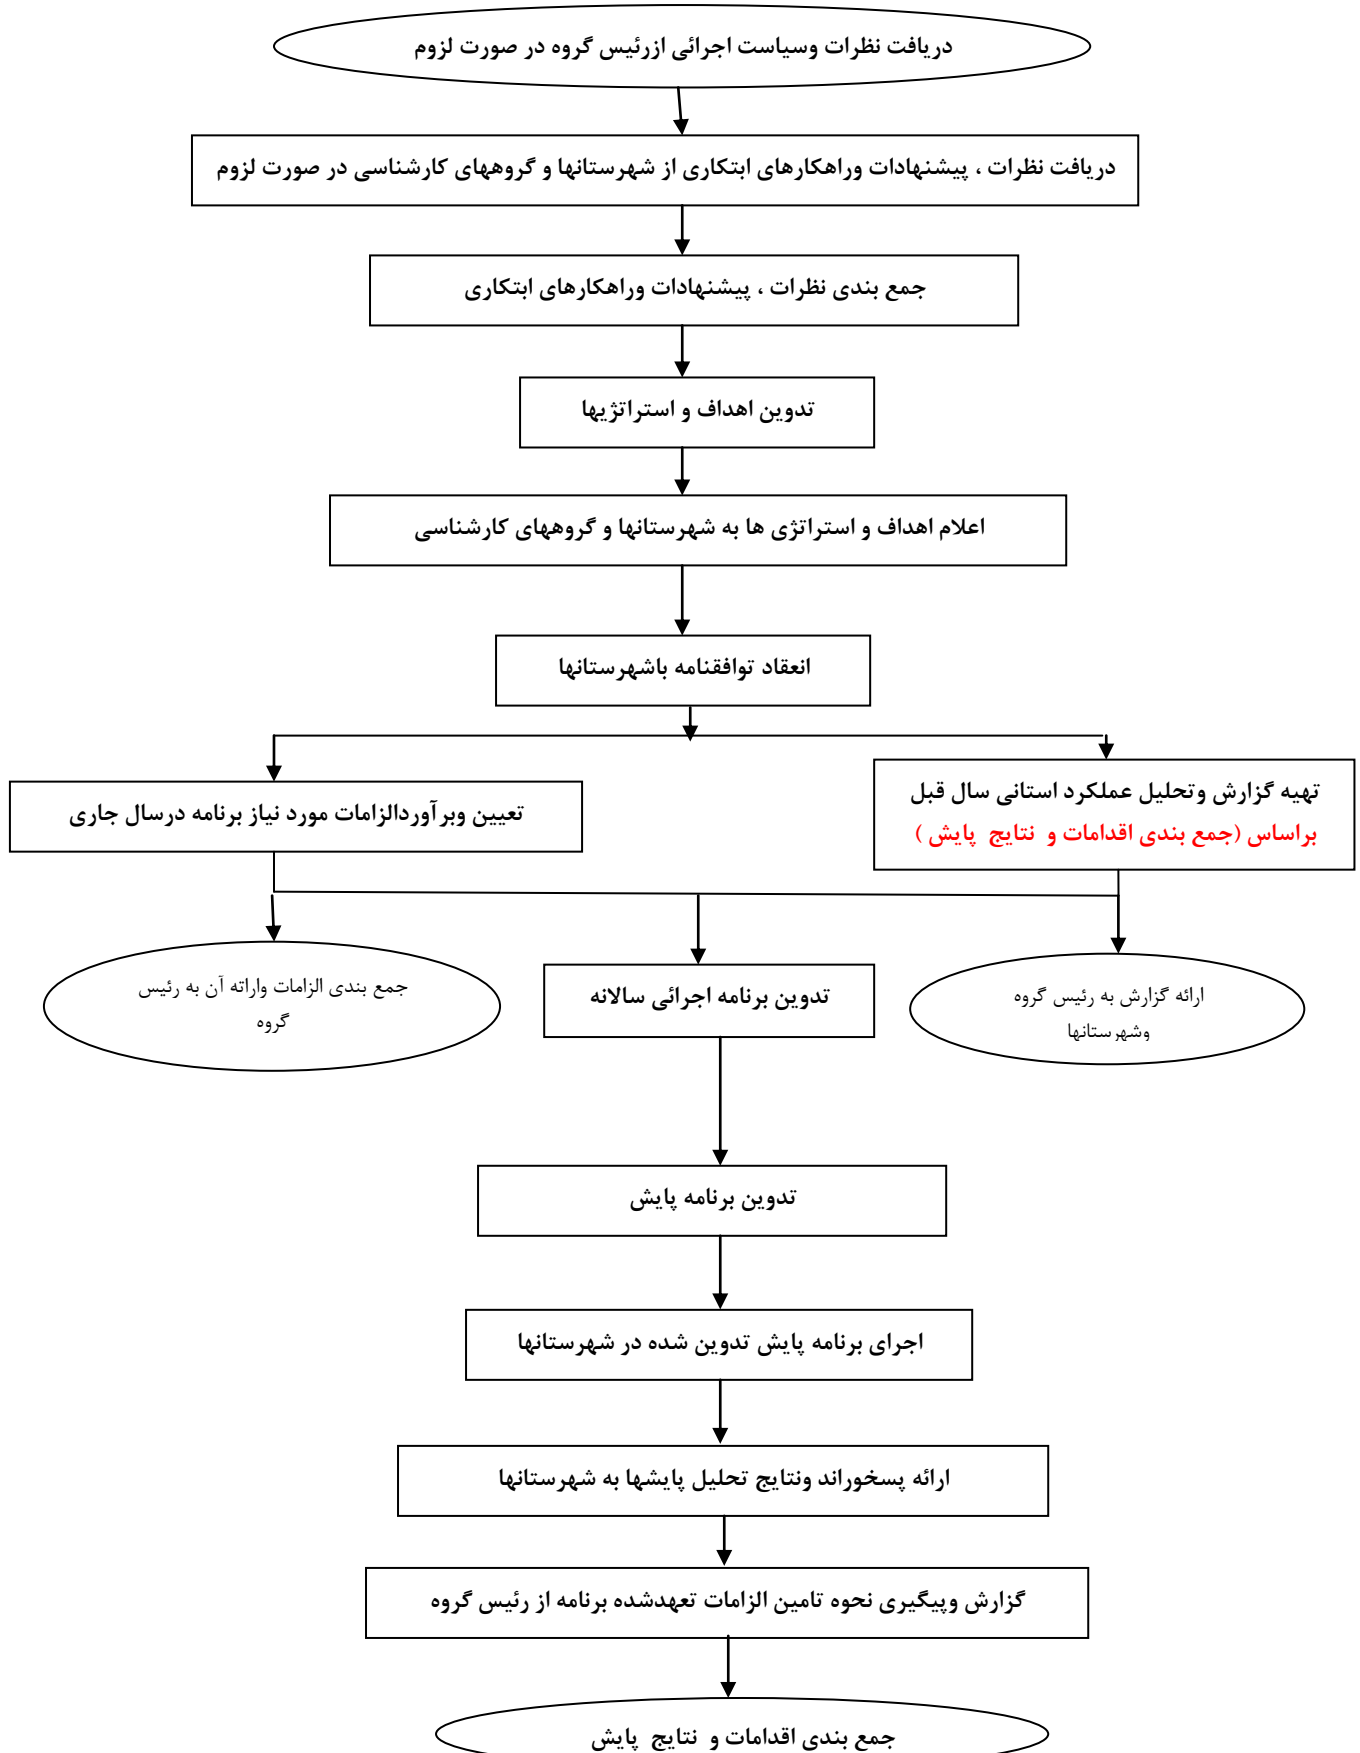 دریافت نظرات وسیاست اجرائی ازرئیس گروه در صورت لزوم
دریافت نظرات ، پیشنهادات وراهکارهای ابتکاری از شهرستانها و گروههای کارشناسی در صورت لزوم
جمع بندی نظرات ، پیشنهادات وراهکارهای ابتکاری
تدوین اهداف و استراتژیها
اعلام اهداف و استراتژی ها به شهرستانها و گروههای کارشناسی
انعقاد توافقنامه باشهرستانها
تهیه گزارش وتحلیل عملکرد استانی سال قبل
براساس (جمع بندی اقدامات و نتایج پایش )
تعیین وبرآوردالزامات مورد نیاز برنامه درسال جاری
ارائه گزارش به رئیس گروه
وشهرستانها
تدوین برنامه اجرائی سالانه
جمع بندی الزامات واراته آن به رئیس
گروه
تدوین برنامه پایش
اجرای برنامه پایش تدوین شده در شهرستانها
ارائه پسخوراند ونتایج تحلیل پایشها به شهرستانها
گزارش وپیگیری نحوه تامین الزامات تعهدشده برنامه از رئیس گروه
جمع بندی اقدامات و نتایج پایش